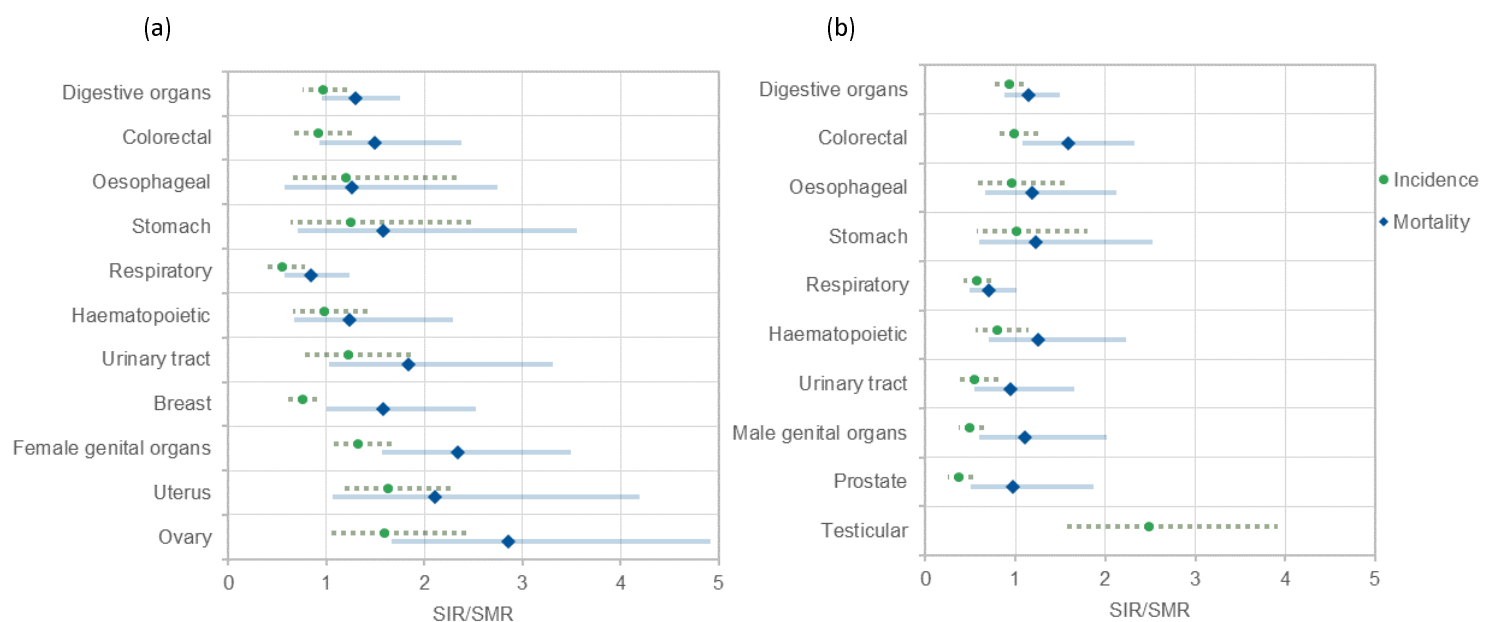 (a)
Digestive organs
Colorectal
Oesophageal
Stomach
Respiratory
Haematopoietic
Urinary tract
Breast
Female genital organs
Uterus
Ovary
0 1 2 3 4 5
SIR/SMR
(b)
Digestive organs
Colorectal
Oesophageal
Stomach
Respiratory
Haematopoietic
Urinary tract
Male genital organs
Prostate
Testicular
0 1 2 3 4 5
SIR/SMR
Incidence
Mortality